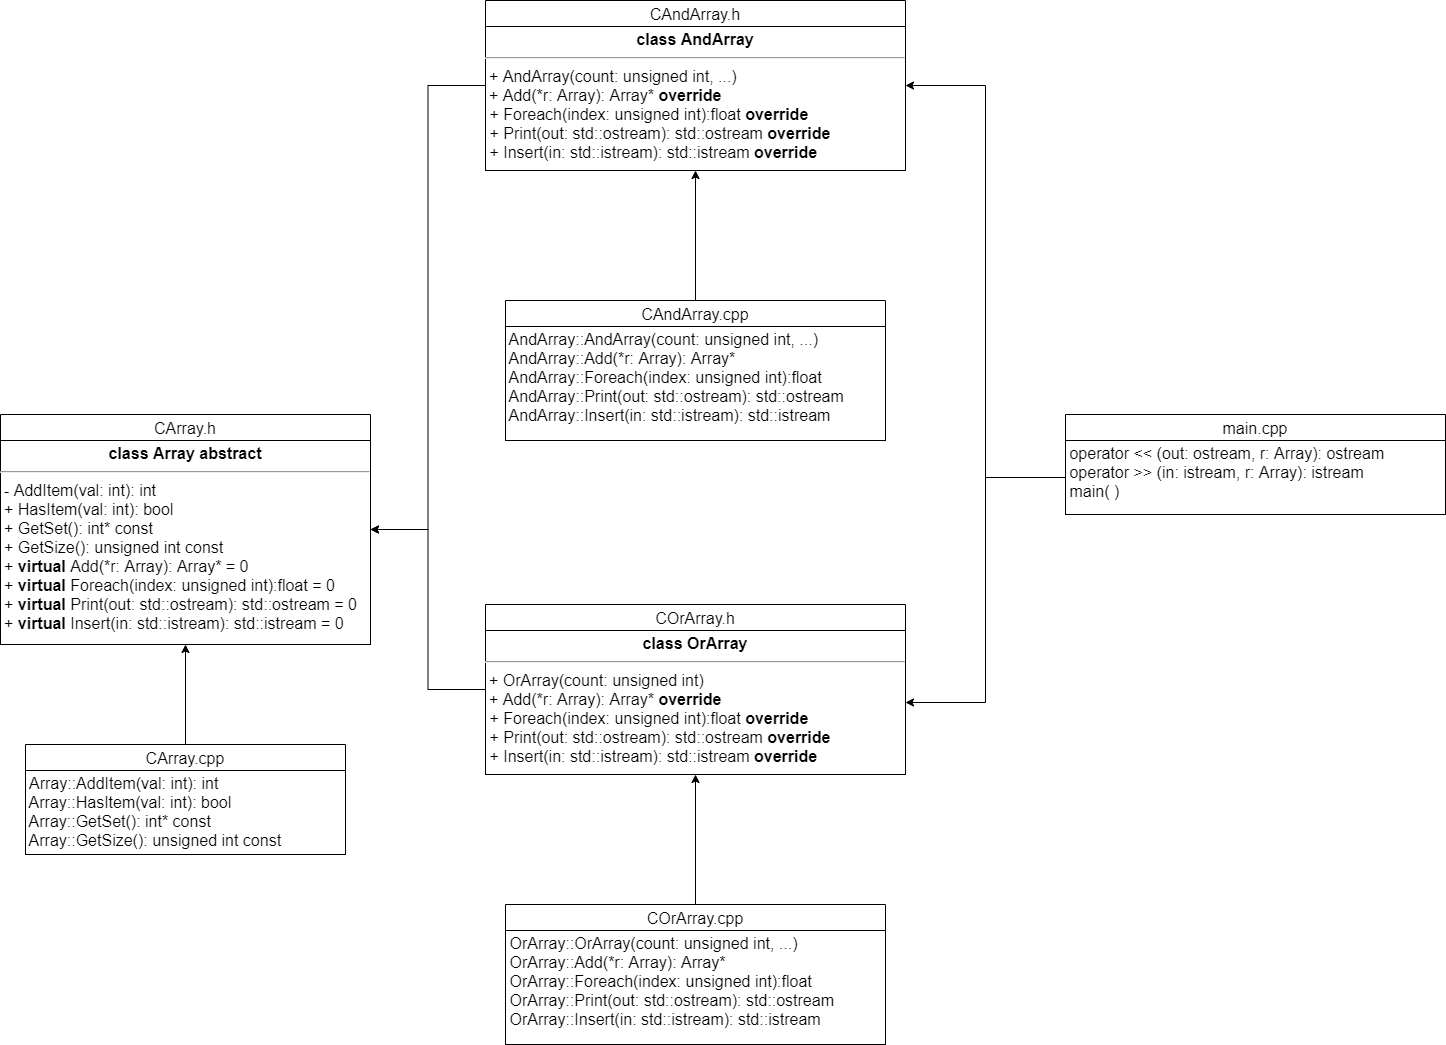 CAndArray.h
class AndArray
+ AndArray(count: unsigned int, ...)
+ Add(*r: Array): Array* override
+ Foreach(index: unsigned int):float override
+ Print(out: std::ostream): std::ostream override
+ Insert(in: std::istream): std::istream override
CAndArray.cpp
AndArray::AndArray(count: unsigned int, ...)
AndArray::Add(*r: Array): Array*
AndArray::Foreach(index: unsigned int):float
AndArray::Print(out: std::ostream): std::ostream
AndArray::Insert(in: std::istream): std::istream
CArray.h
class Array abstract
- AddItem(val: int): int
+ HasItem(val: int): bool
+ GetSet(): int* const
+ GetSize(): unsigned int const
+ virtual Add(*r: Array): Array* = 0
+ virtual Foreach(index: unsigned int):float = 0
+ virtual Print(out: std::ostream): std::ostream = 0
+ virtual Insert(in: std::istream): std::istream = 0
main.cpp
operator << (out: ostream, r: Array): ostream
operator >> (in: istream, r: Array): istream
main( )
COrArray.h
class OrArray
+ OrArray(count: unsigned int)
+ Add(*r: Array): Array* override
+ Foreach(index: unsigned int):float override
+ Print(out: std::ostream): std::ostream override
+ Insert(in: std::istream): std::istream override
CArray.cpp
Array::AddItem(val: int): int
Array::HasItem(val: int): bool
Array::GetSet(): int* const
Array::GetSize(): unsigned int const
COrArray.cpp
OrArray::OrArray(count: unsigned int, ...)
OrArray::Add(*r: Array): Array*
OrArray::Foreach(index: unsigned int):float
OrArray::Print(out: std::ostream): std::ostream
OrArray::Insert(in: std::istream): std::istream